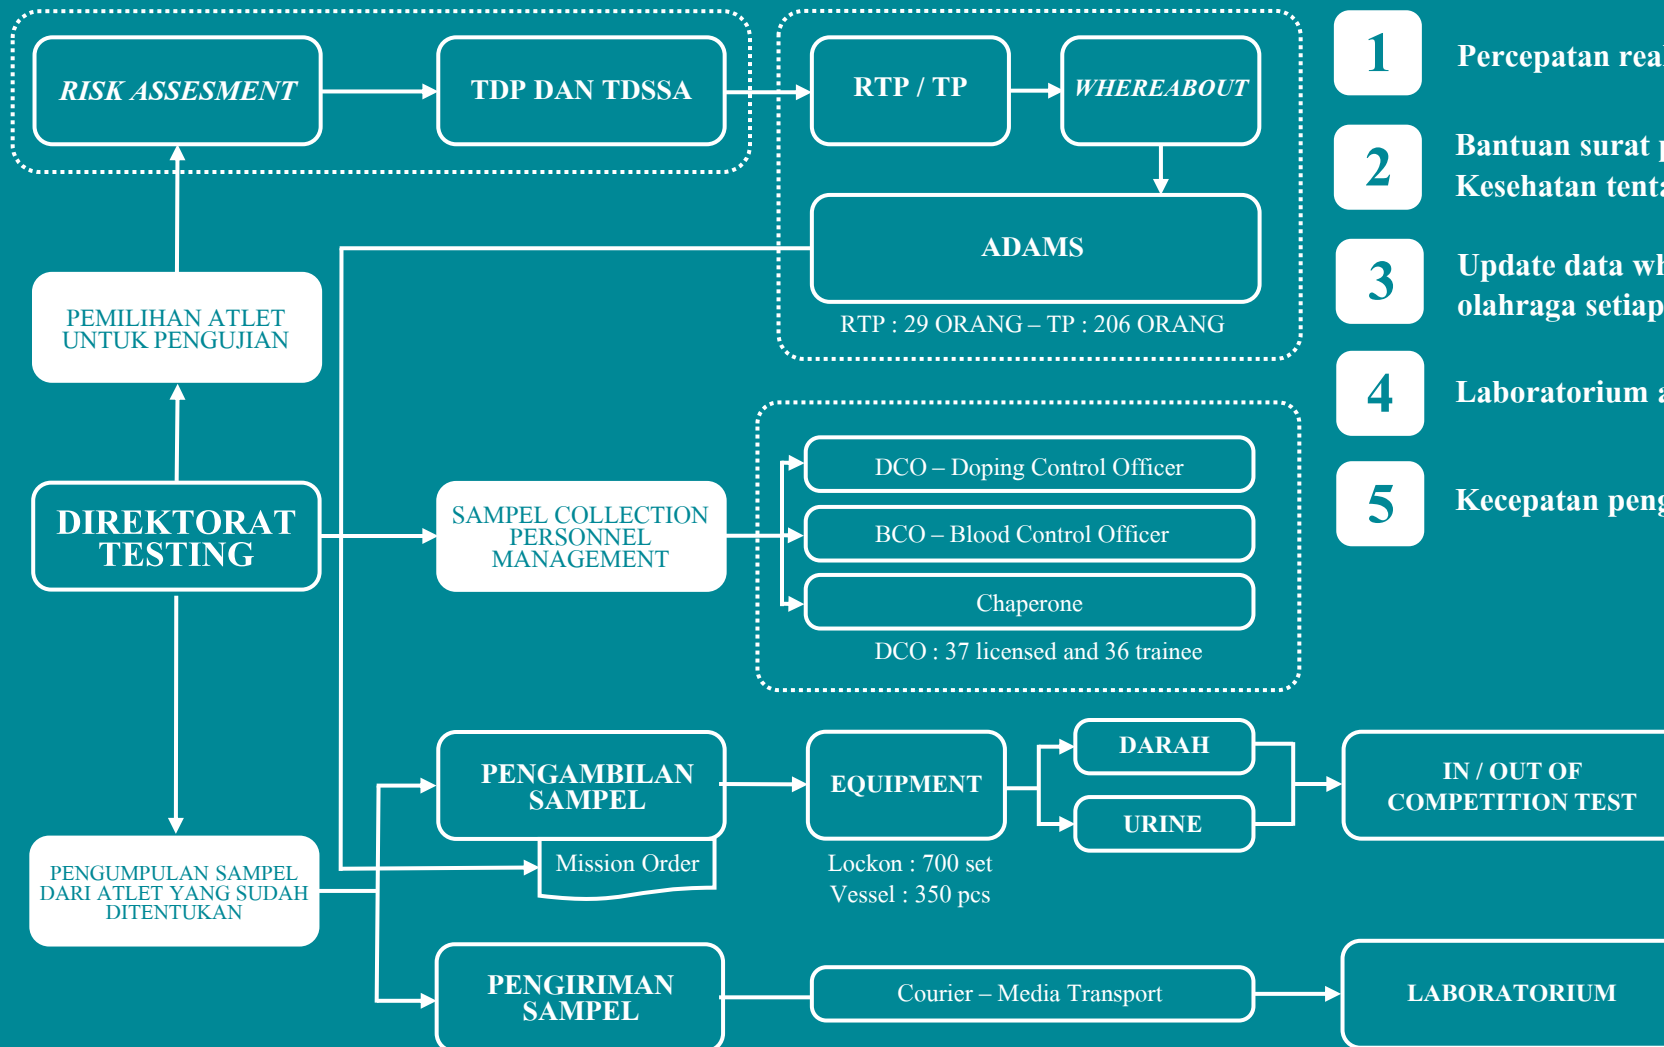 RISK ASSESMENT
TDP DAN TDSSA
RTP / TP
WHEREABOUT
ADAMS
RTP : 29 ORANG – TP : 206 ORANG
PEMILIHAN ATLET
UNTUK PENGUJIAN
DIREKTORAT
TESTING
SAMPEL COLLECTION
PERSONNEL
MANAGEMENT
DCO – Doping Control Officer
BCO – Blood Control Officer
Chaperone
DCO : 37 licensed and 36 trainee
PENGUMPULAN SAMPEL
DARI ATLET YANG SUDAH
DITENTUKAN
PENGAMBILAN
SAMPEL
Mission Order
EQUIPMENT
Lockon : 700 set
Vessel : 350 pcs
DARAH
URINE
IN / OUT OF
COMPETITION TEST
PENGIRIMAN
SAMPEL
Courier – Media Transport
LABORATORIUM
1
Percepatan
2
Bantuan surat
Kesehatan
3
Update data
olahraga setiap
4
Laboratorium
5
Kecepatan